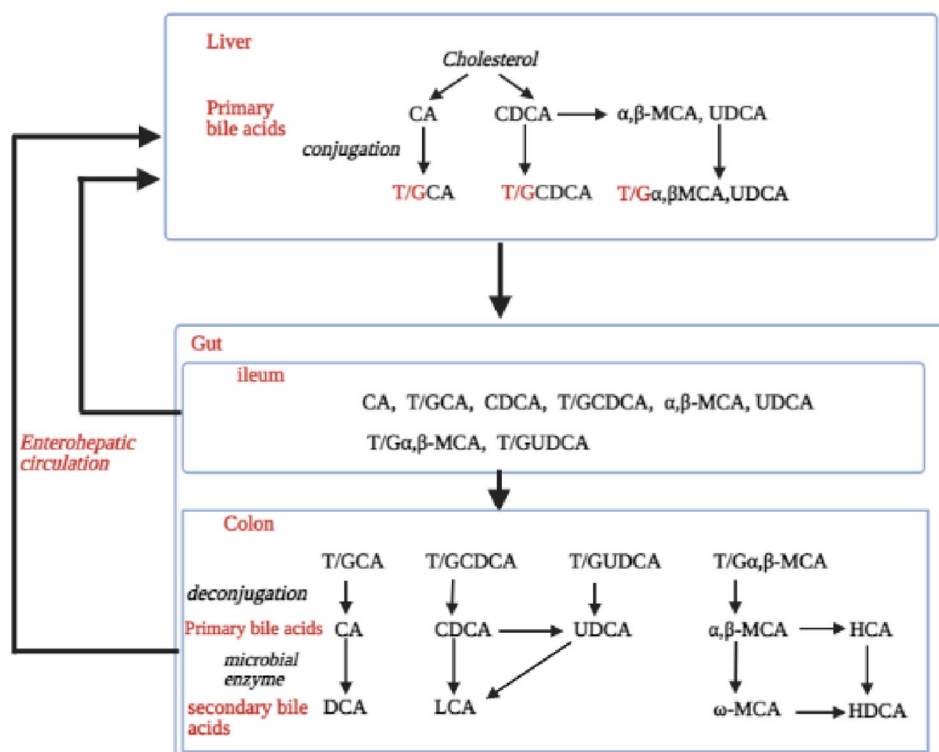 Liver
Cholesterol
Primary
bile acids
CA CDCA α,β-MCA, UDCA
conjugation
T/GCA T/GCDCA T/Gα,βMCA,UDCA
Gut
ileum
CA, T/GCA, CDCA, T/GCDCA, α,β-MCA, UDCA
T/Gα,β-MCA, T/GUDCA
Enterohepatic
circulation
Colon
T/GCA T/GCDCA T/GUDCA T/Gα,β-MCA
deconjugation
Primary bile acids CA CDCA UDCA α,β-MCA HCA
microbial
enzyme
secondary bile
acids
DCA LCA ω-MCA HDCA